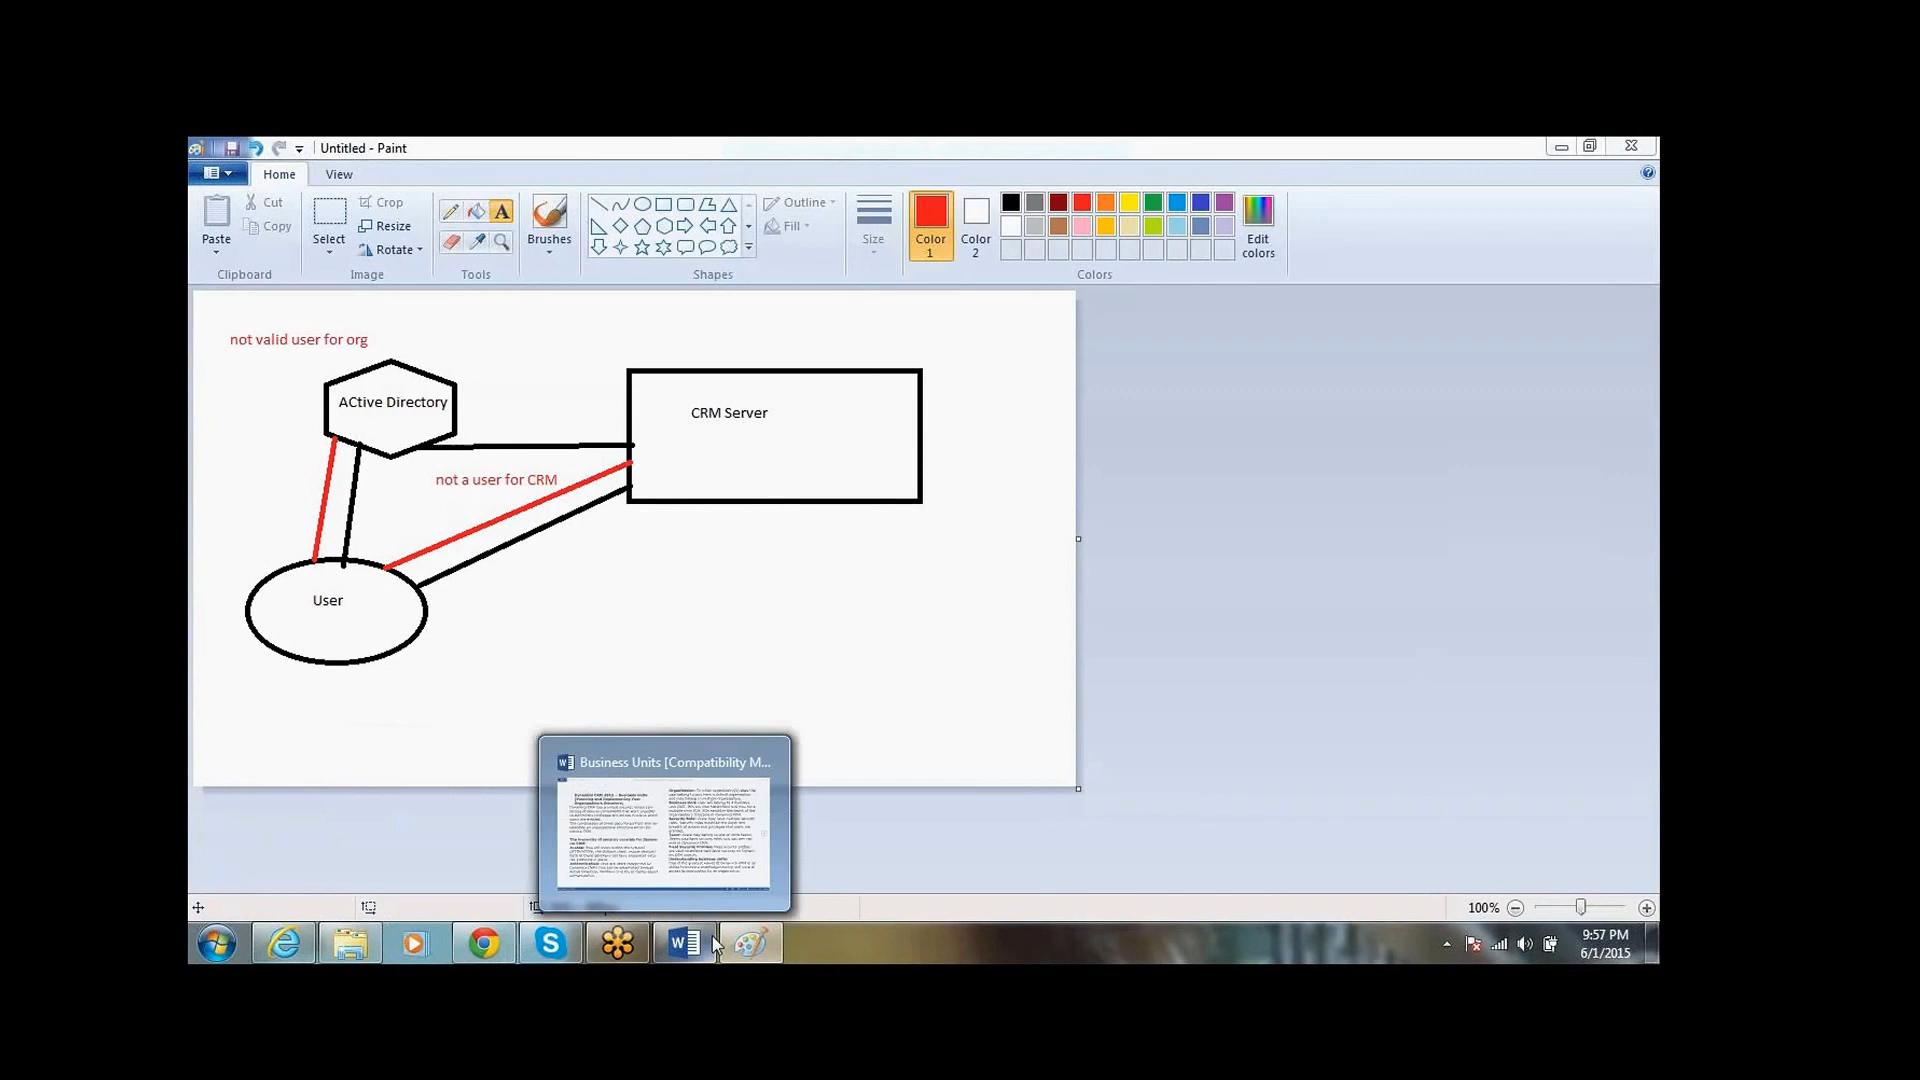 Untitled - Paint
Home
View
Paste
Cut
Copy
Clipboard
Select
Crop
Resize
Rotate
Image
A
Tools
Brushes
Shapes
Outline
Fill
Size
Color
1
Color
2
Edit
colors
Colors
not valid user for org
ACtive Directory
CRM Server
not a user for CRM
User
Business Units [Compatibility M...
100%
9:57 PM
6/1/2015